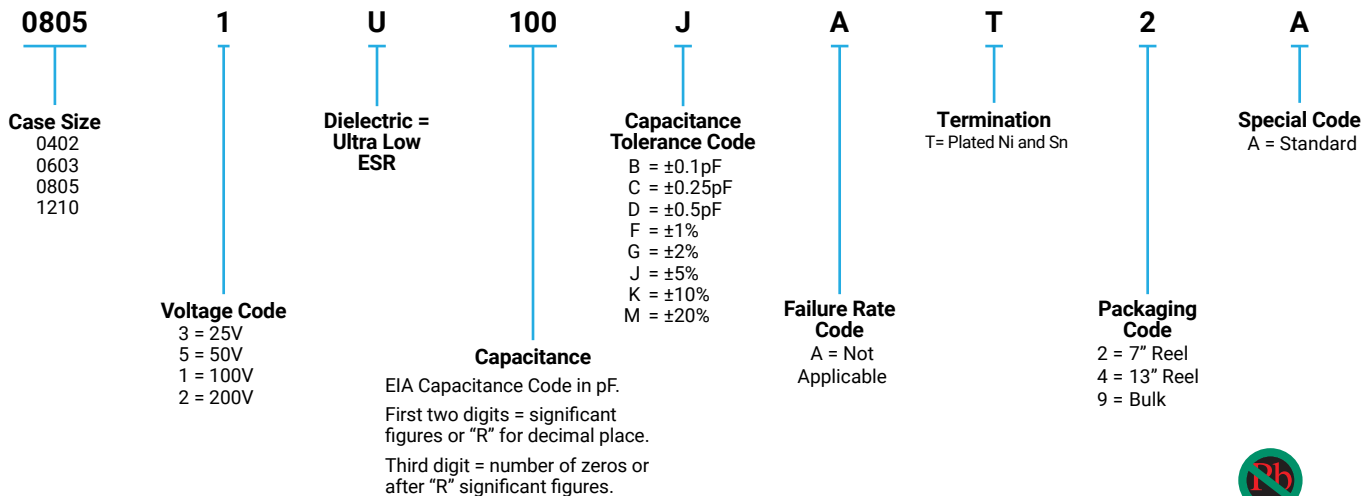 0805 1 U 100 J A T 2 A
Case Size
0402
0603
0805
1210
Voltage Code
3 = 25V
5 = 50V
1 = 100V
2 = 200V
Dielectric =
Ultra Low
ESR
Capacitance
EIA Capacitance Code in pF.
First two digits = significant
figures or “R” for decimal place.
Third digit = number of zeros or
after “R” significant figures.
Capacitance
Tolerance Code
B = ±0.1pF
C = ±0.25pF
D = ±0.5pF
F = ±1%
G = ±2%
J = ±5%
K = ±10%
M = ±20%
Failure Rate
Code
A = Not
Applicable
Termination
T= Plated Ni and Sn
Packaging
Code
2 = 7” Reel
4 = 13” Reel
9 = Bulk
Special Code
A = Standard
Pb